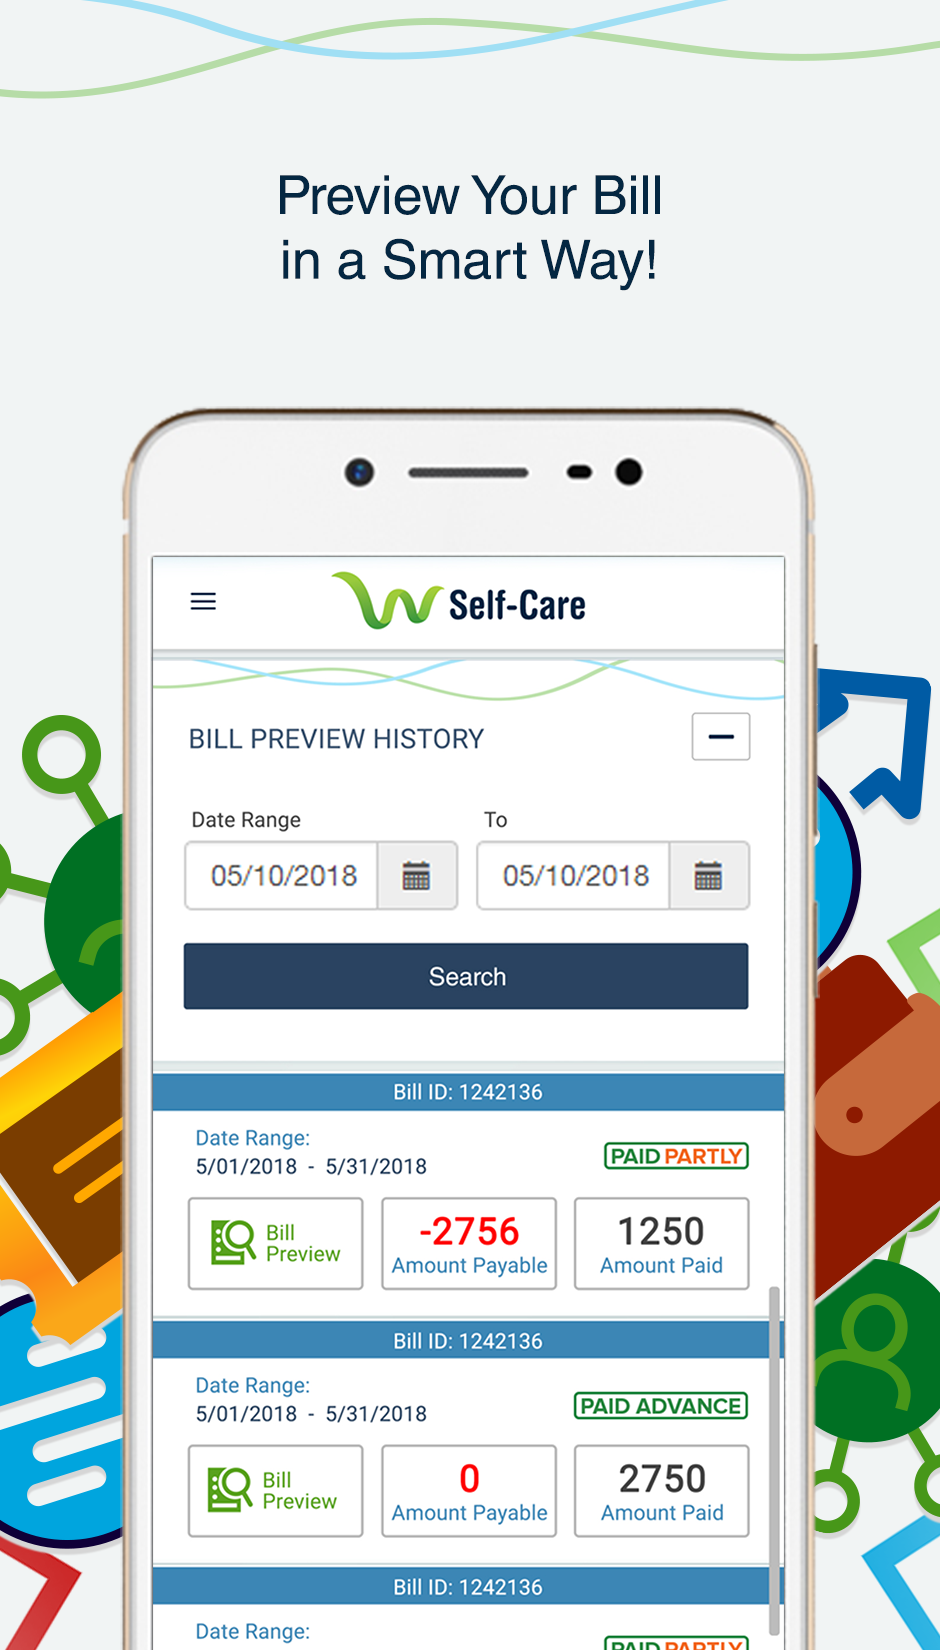 Preview Your Bill
in a Smart Way!
Self-Care
BILL PREVIEW HISTORY
Date Range To
05/10/2018 05/10/2018
Search
Bill ID: 1242136
Date Range:
5/01/2018 - 5/31/2018
PAID PARTLY
Bill
Preview
-2756
Amount Payable
1250
Amount Paid
Bill ID: 1242136
Date Range:
5/01/2018 - 5/31/2018
PAID ADVANCE
Bill
Preview
0
Amount Payable
2750
Amount Paid
Bill ID: 1242136
Date Range:
PAID PARTLY